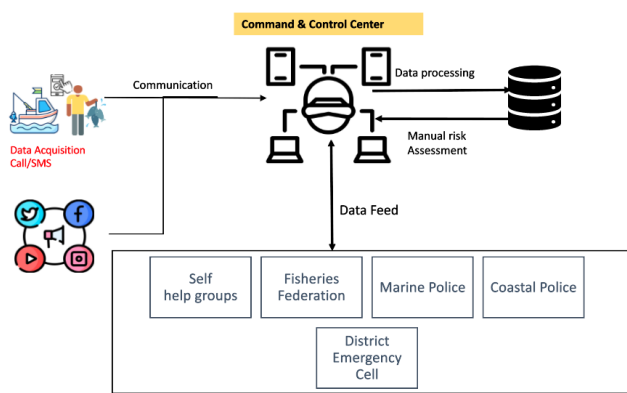 Command & Control Center
Communication
Data processing
Data Acquisition
Call/SMS
Manual risk
Assessment
Data Feed
Self
help groups
Fisheries
Federation
Marine Police
Coastal Police
District
Emergency
Cell